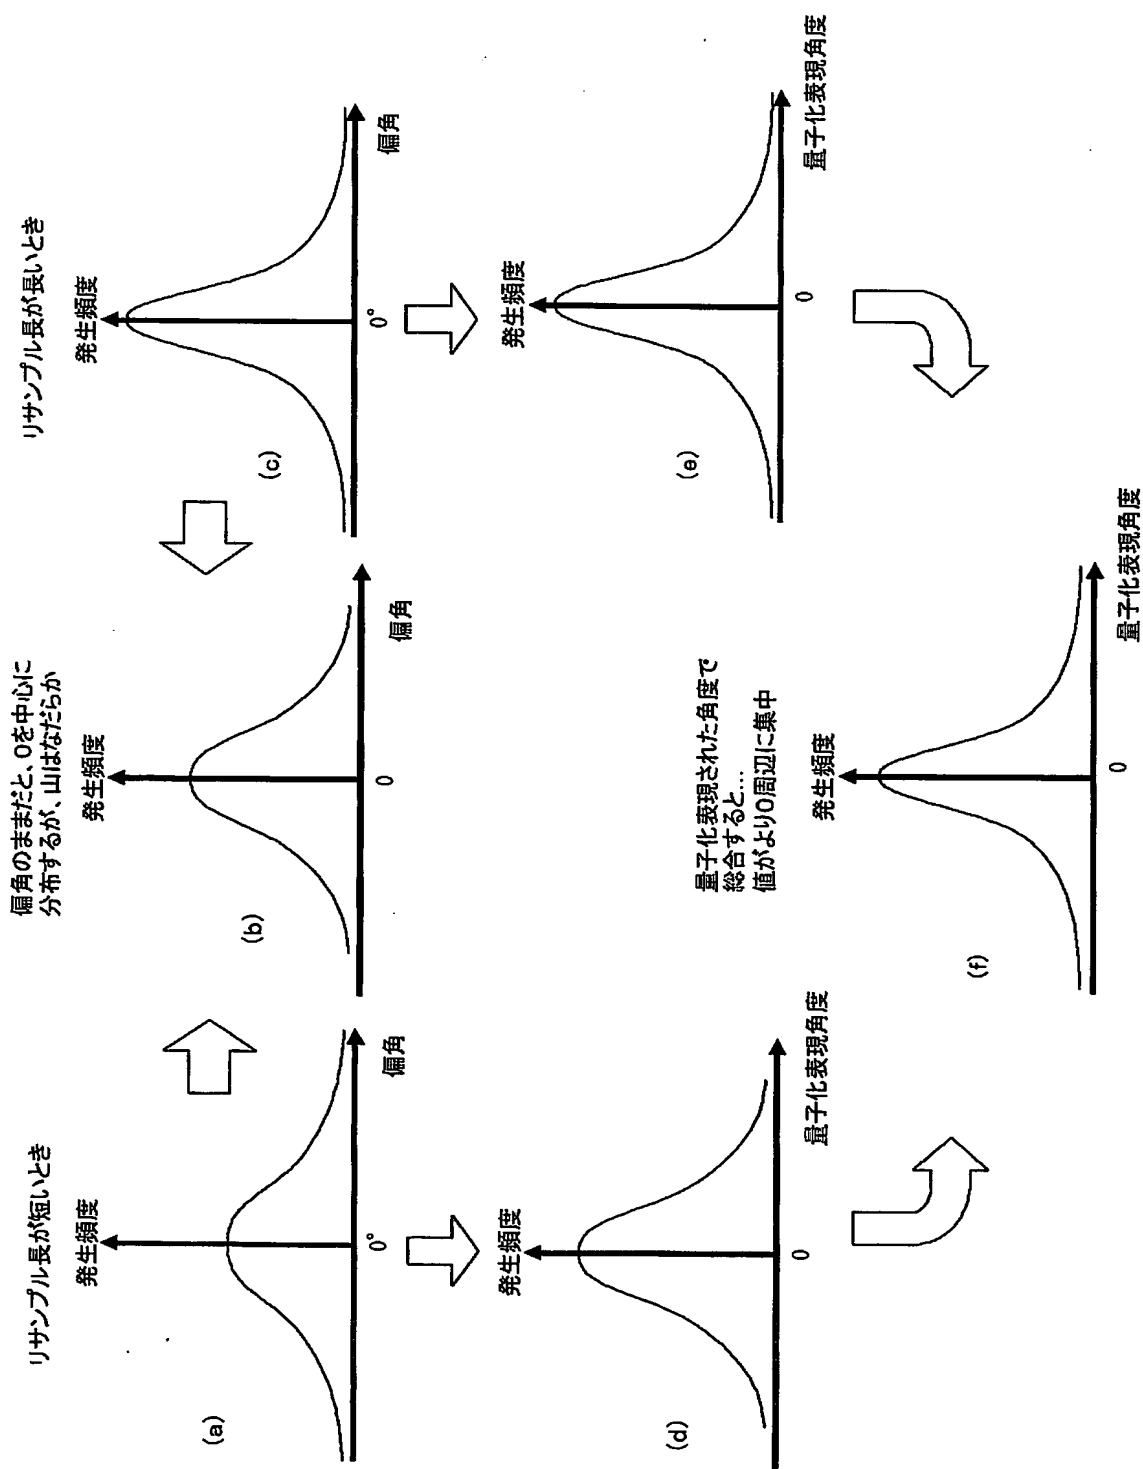 リサンプル長が短いとき
発生頻度
(a)
0°
偏角
偏角のままだと、0を中心に
分布するが、山はなだらか
発生頻度
(b)
0
偏角
リサンプル長が長いとき
発生頻度
(c)
0°
偏角
発生頻度
(d)
0
量子化表現角度
発生頻度
(e)
0
量子化表現角度
量子化表現された角度で
総合すると…
値がより0周辺に集中
発生頻度
(f)
0
量子化表現角度